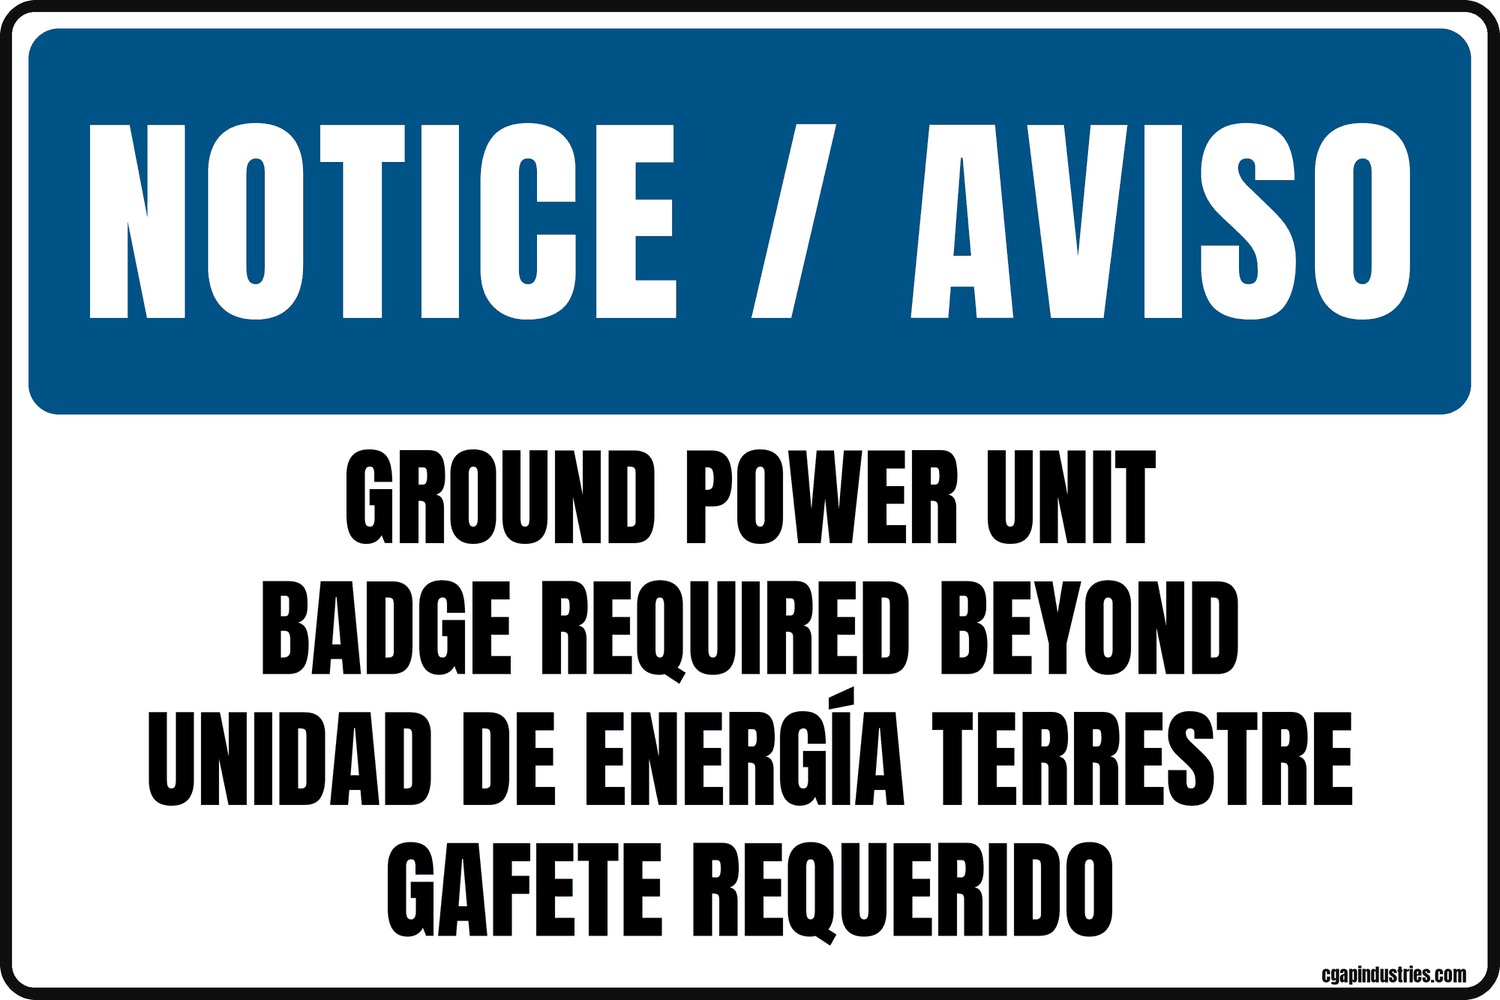 NOTICE / AVISO
GROUND POWER UNIT
BADGE REQUIRED BEYOND
UNIDAD DE ENERGÍA TERRESTRE
GAFETE REQUERIDO
cgapindustries.com